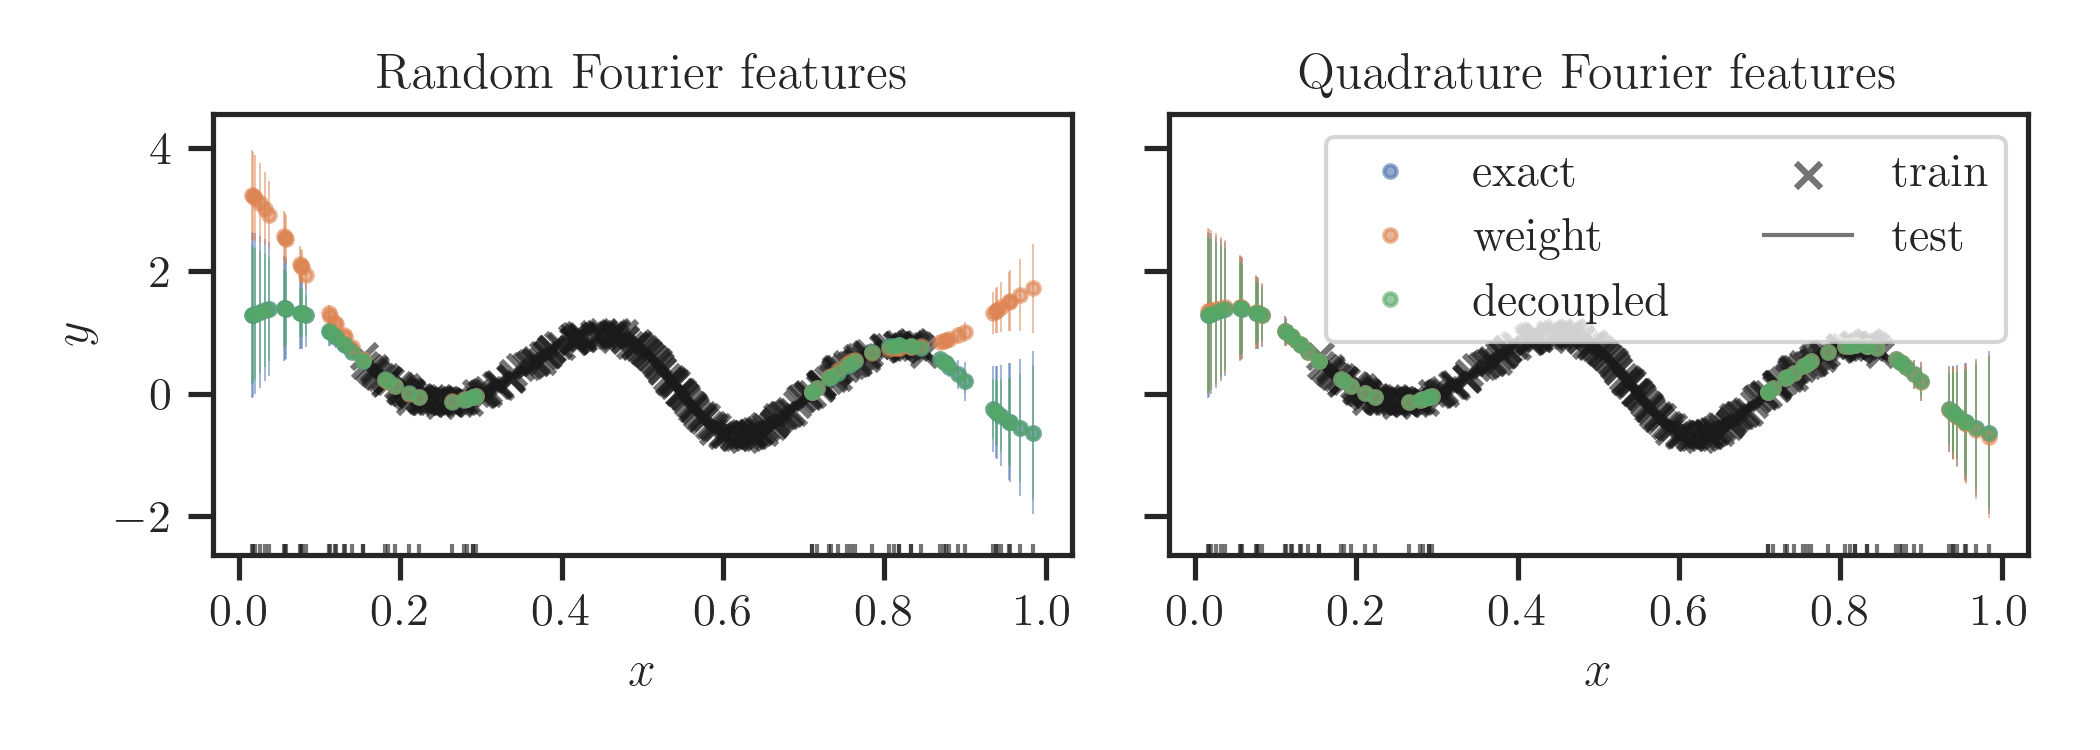 Random Fourier features
Quadrature Fourier features
4
2
0
−2
y
0.0 0.2 0.4 0.6 0.8 1.0
x
exact
weight
decoupled
train
test
0.0 0.2 0.4 0.6 0.8 1.0
x